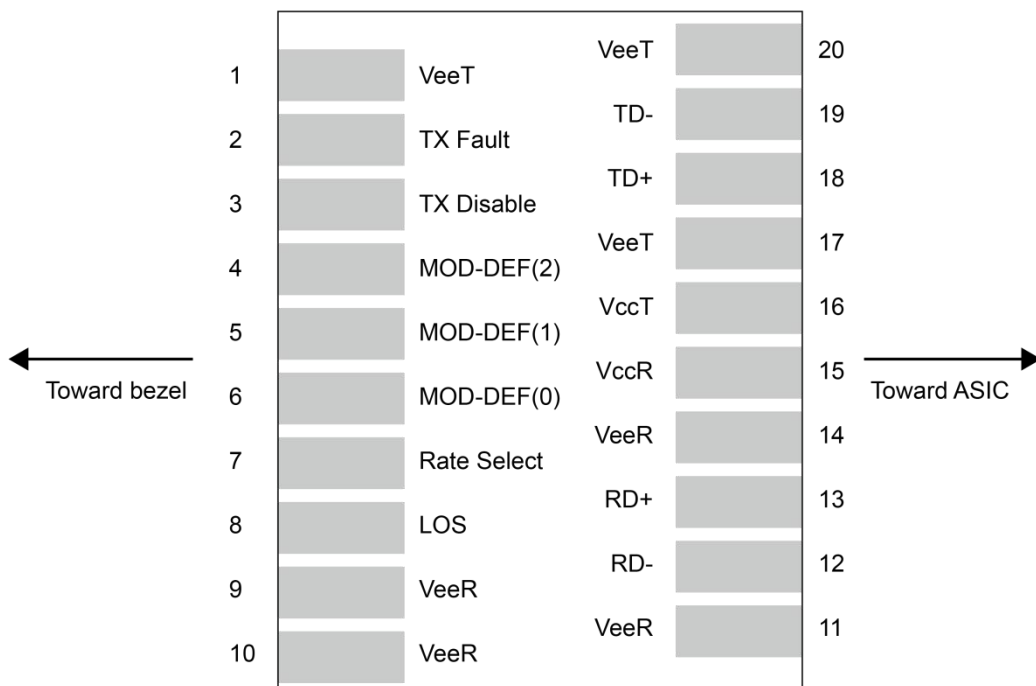 1 VeeT
2 TX Fault
3 TX Disable
4 MOD-DEF(2)
5 MOD-DEF(1)
6 MOD-DEF(0)
7 Rate Select
8 LOS
9 VeeR
10 VeeR
VeeT 20
TD- 19
TD+ 18
VeeT 17
VccT 16
VccR 15
VeeR 14
RD+ 13
RD- 12
VeeR 11
Toward bezel
Toward ASIC